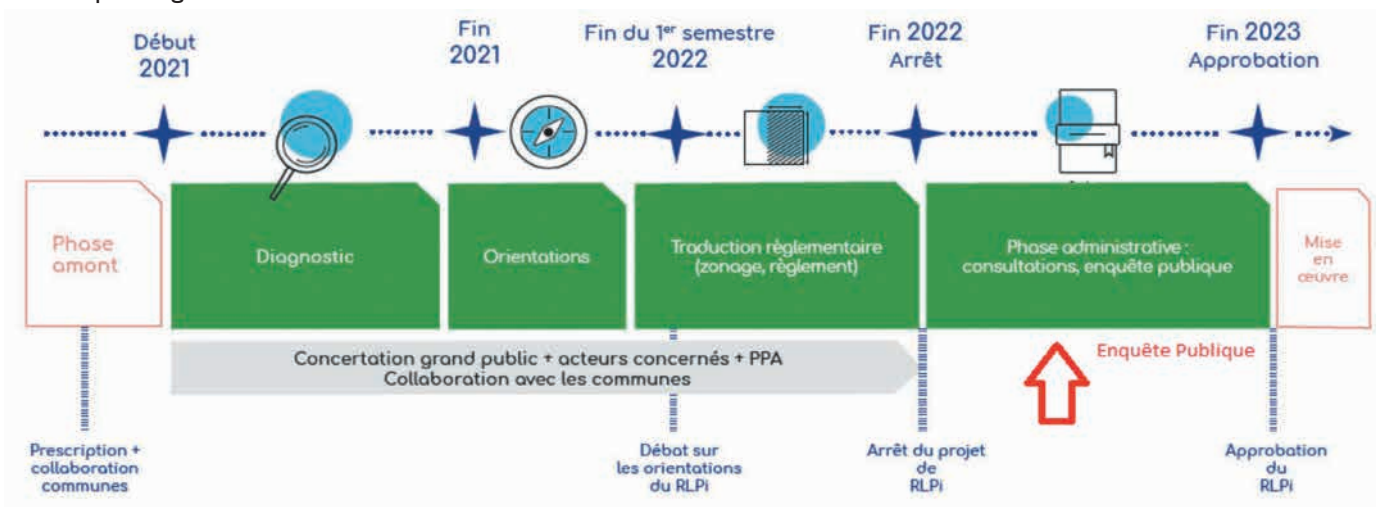 Début
2021
Fin
2021
Fin du 1er semestre
2022
Fin 2022
Arrêt
Fin 2023
Approbation
Phase
amont
Diagnostic
Orientations
Traduction règlementaire
(zonage, règlement)
Phase administrative :
consultations, enquête publique
Mise
en
œuvre
Concertation grand public + acteurs concernés + PPA
Collaboration avec les communes
Enquête Publique
Prescription +
collaboration
communes
Débat sur
les orientations
du RLPi
Arrêt du projet
de
RLPi
Approbation
du
RLPi